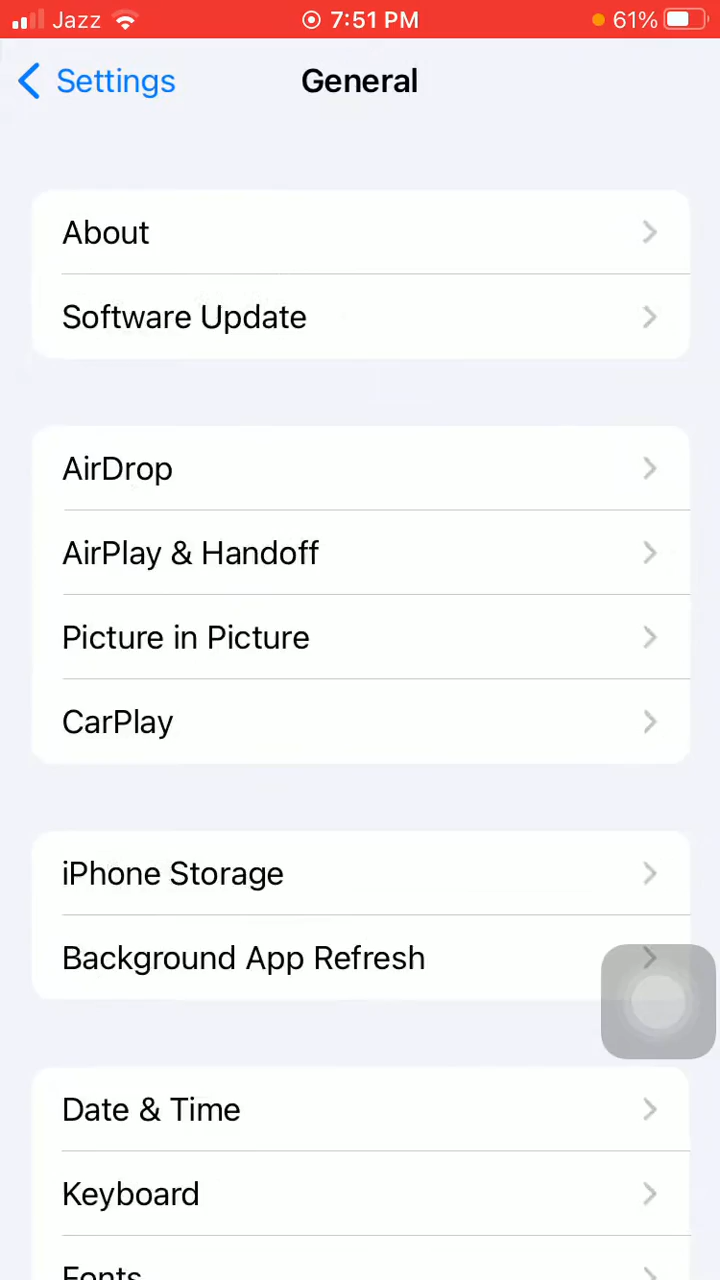 Jazz 7:51 PM 61%
Settings General
About
Software Update
AirDrop
AirPlay & Handoff
Picture in Picture
CarPlay
iPhone Storage
Background App Refresh
Date & Time
Keyboard
Fonts